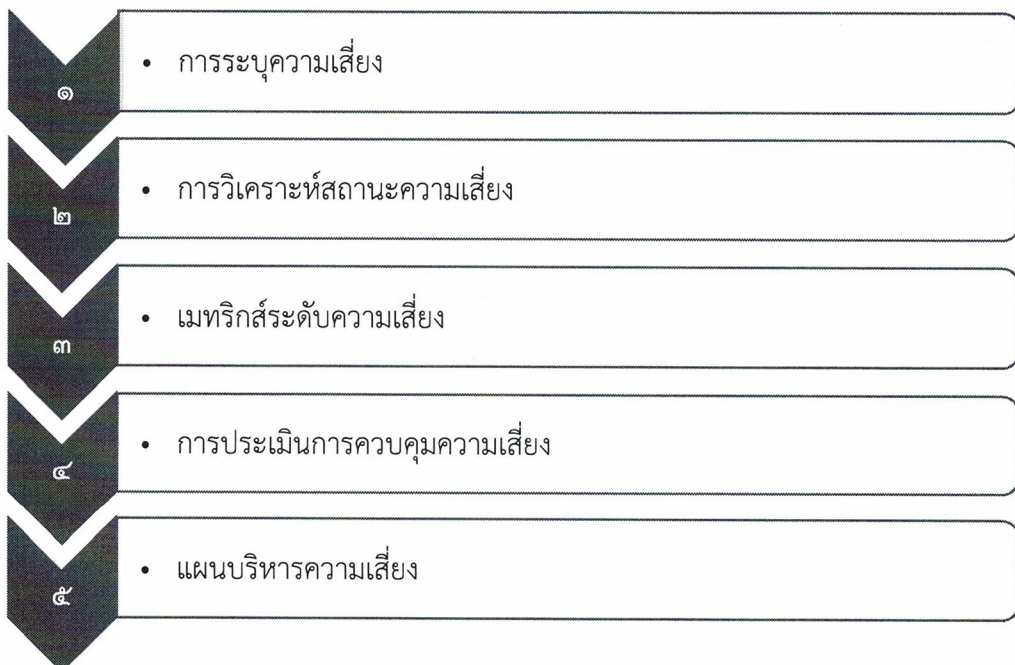 ๑
• การระบุความเสี่ยง
๒
• การวิเคราะห์สถานะความเสี่ยง
๓
• เมทริกส์ระดับความเสี่ยง
๔
• การประเมินการควบคุมความเสี่ยง
๕
• แผนบริหารความเสี่ยง